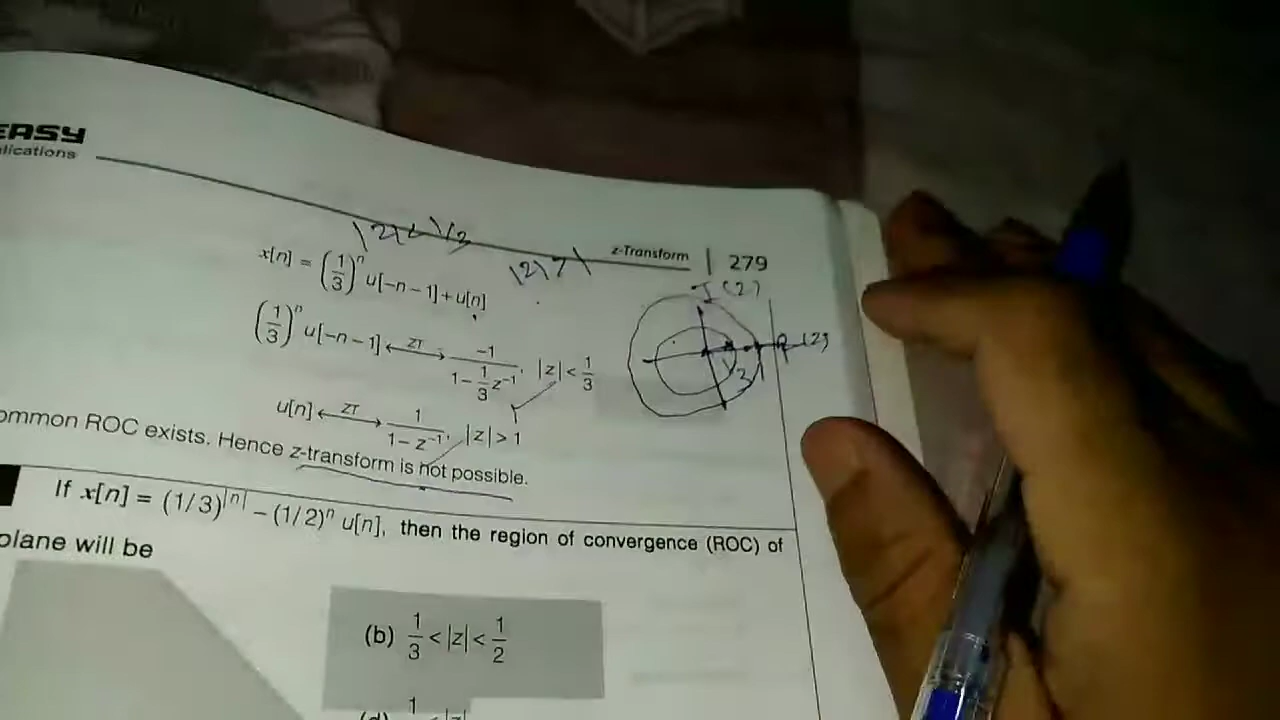 EASY
lications
|z|<1/3
|z|>1
z-Transform | 279
x[n] = (1/3)^n u[-n-1]+u[n]
(1/3)^n u[-n-1] ←ZT→ -1/(1-1/3 z^-1), |z|<1/3
u[n] ←ZT→ 1/(1-z^-1), |z|>1
ommon ROC exists. Hence z-transform is not possible.
If x[n] = (1/3)^|n| - (1/2)^n u[n], then the region of convergence (ROC) of
plane will be
(b) 1/3 < |z| < 1/2